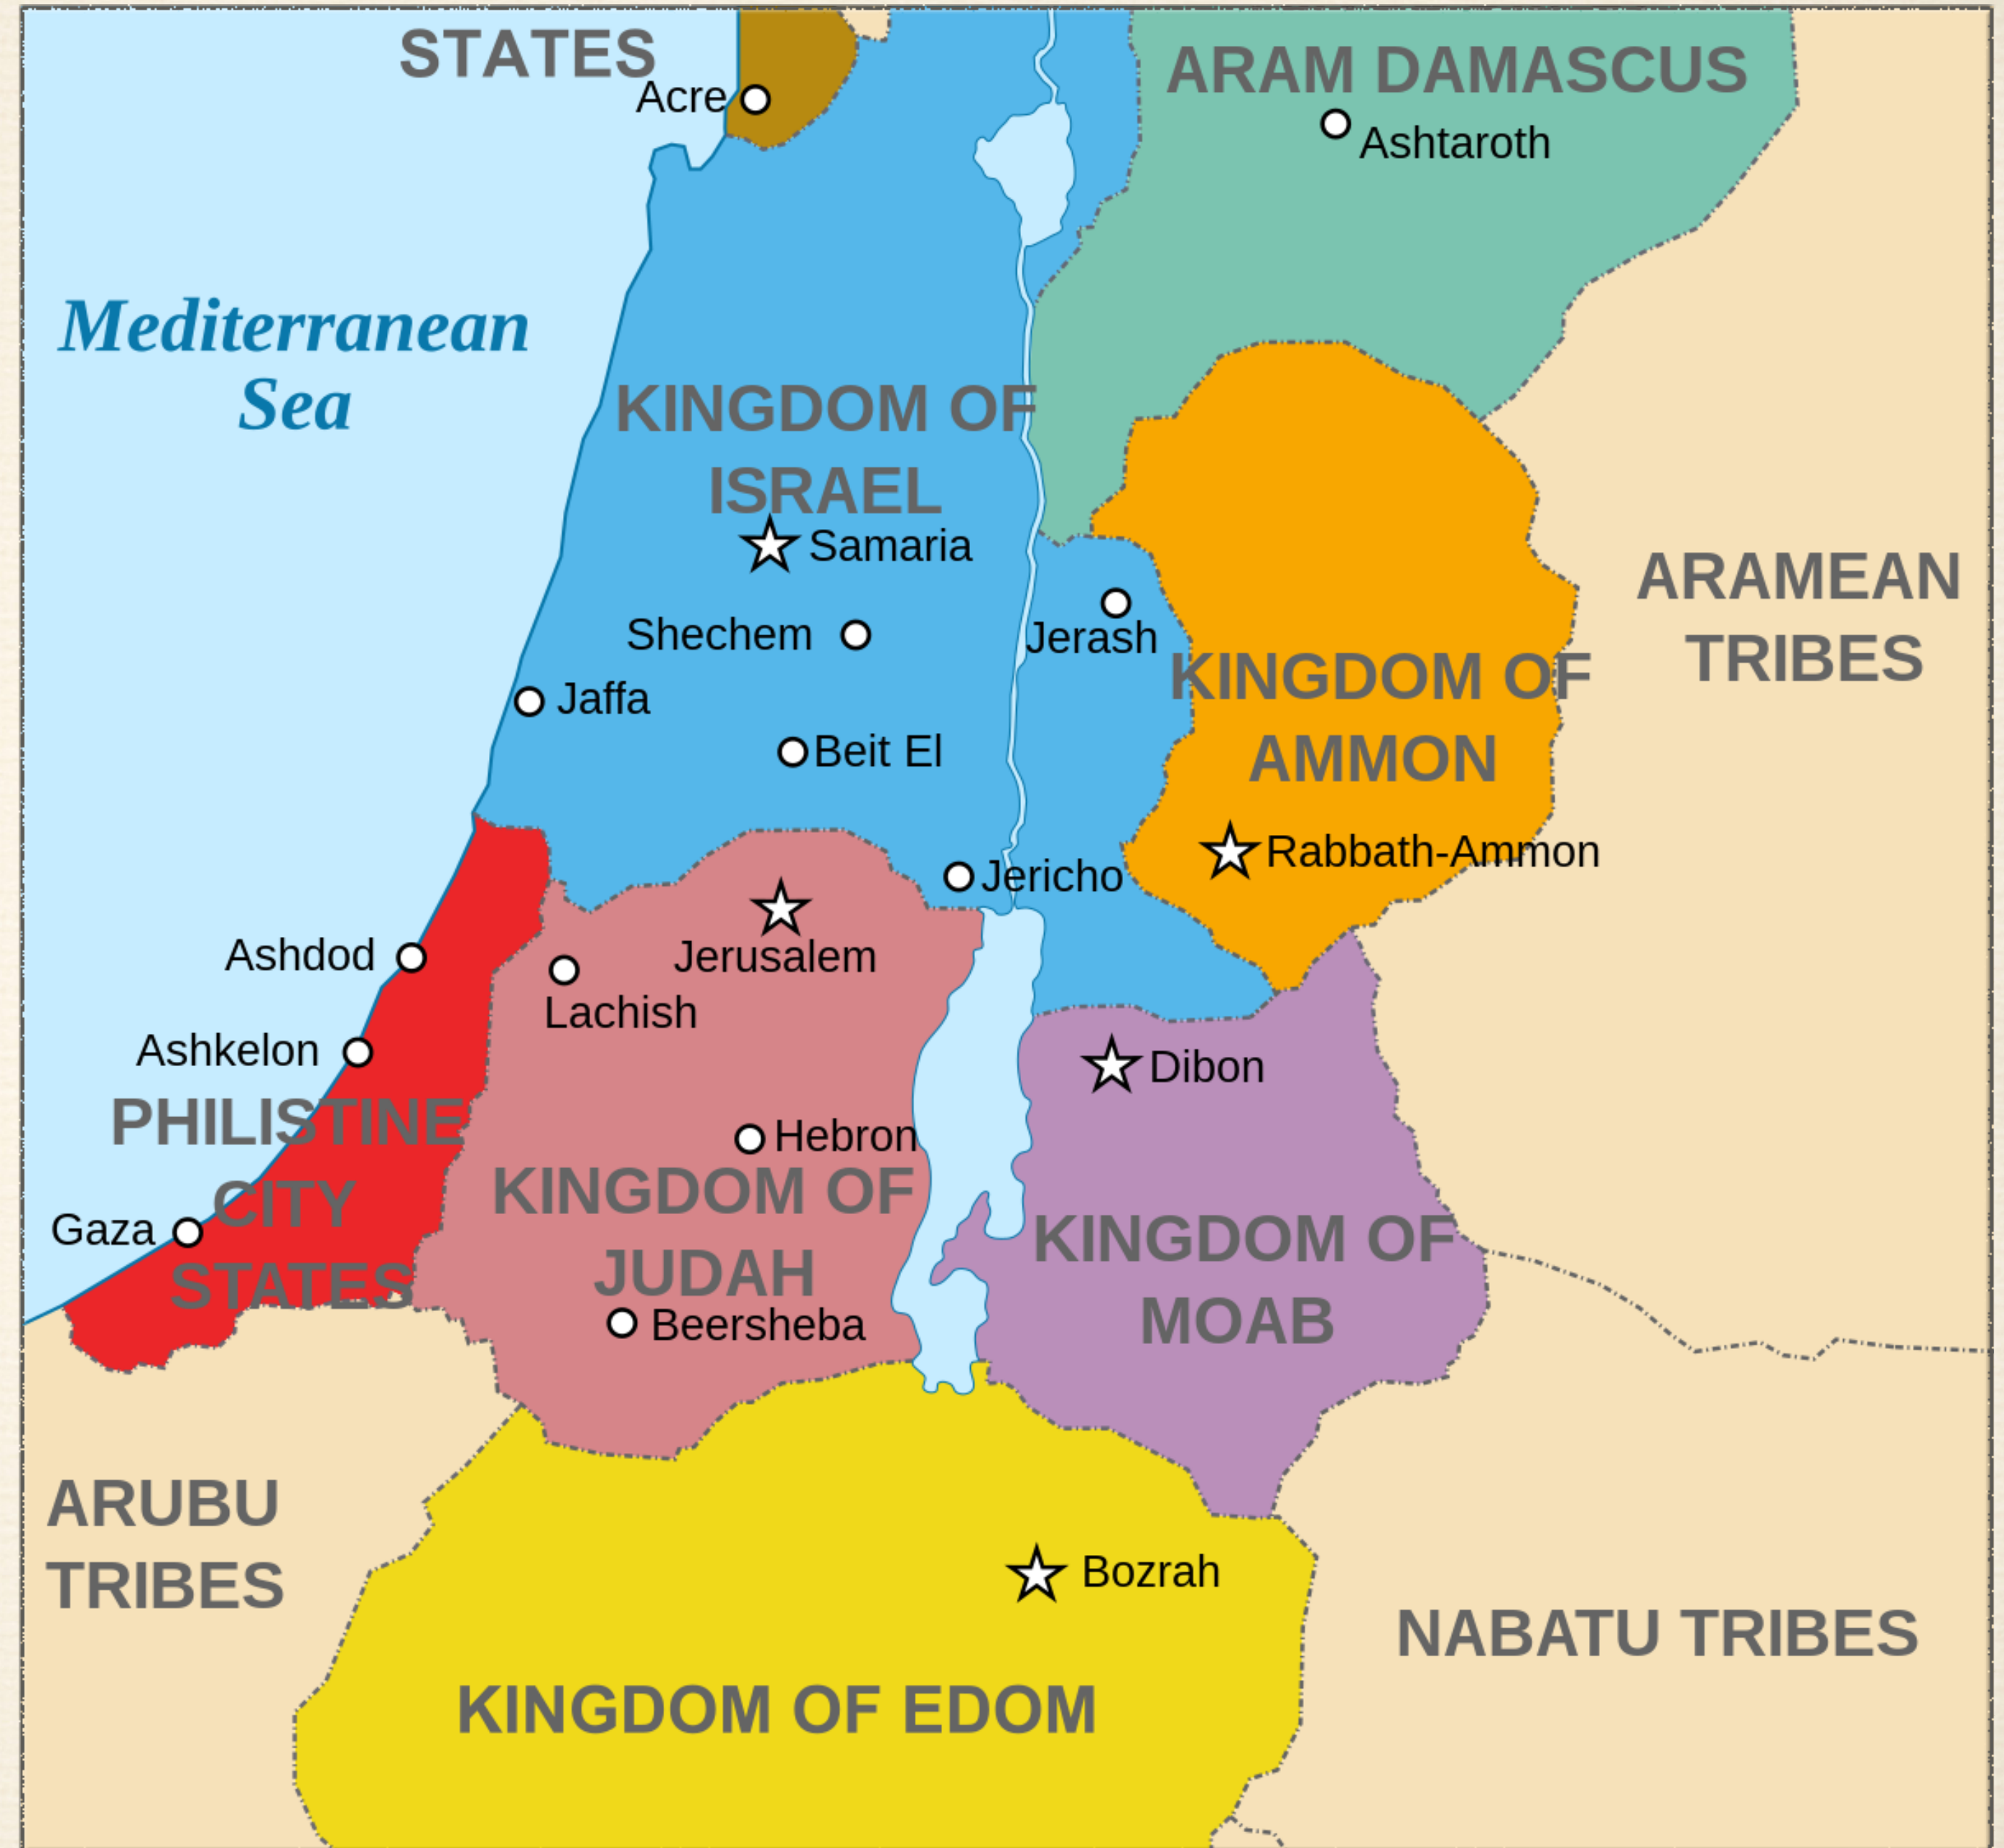 STATES
Acre
ARAM DAMASCUS
Ashtaroth
Mediterranean
Sea
KINGDOM OF
ISRAEL
Samaria
Shechem
Jerash
Jaffa
Beit El
ARAMEAN
TRIBES
KINGDOM OF
AMMON
Rabbath-Ammon
Jericho
Jerusalem
Ashdod
Lachish
Ashkelon
Dibon
PHILISTINE
CITY
STATES
Gaza
Hebron
KINGDOM OF
JUDAH
Beersheba
KINGDOM OF
MOAB
ARUBU
TRIBES
Bozrah
NABATU TRIBES
KINGDOM OF EDOM